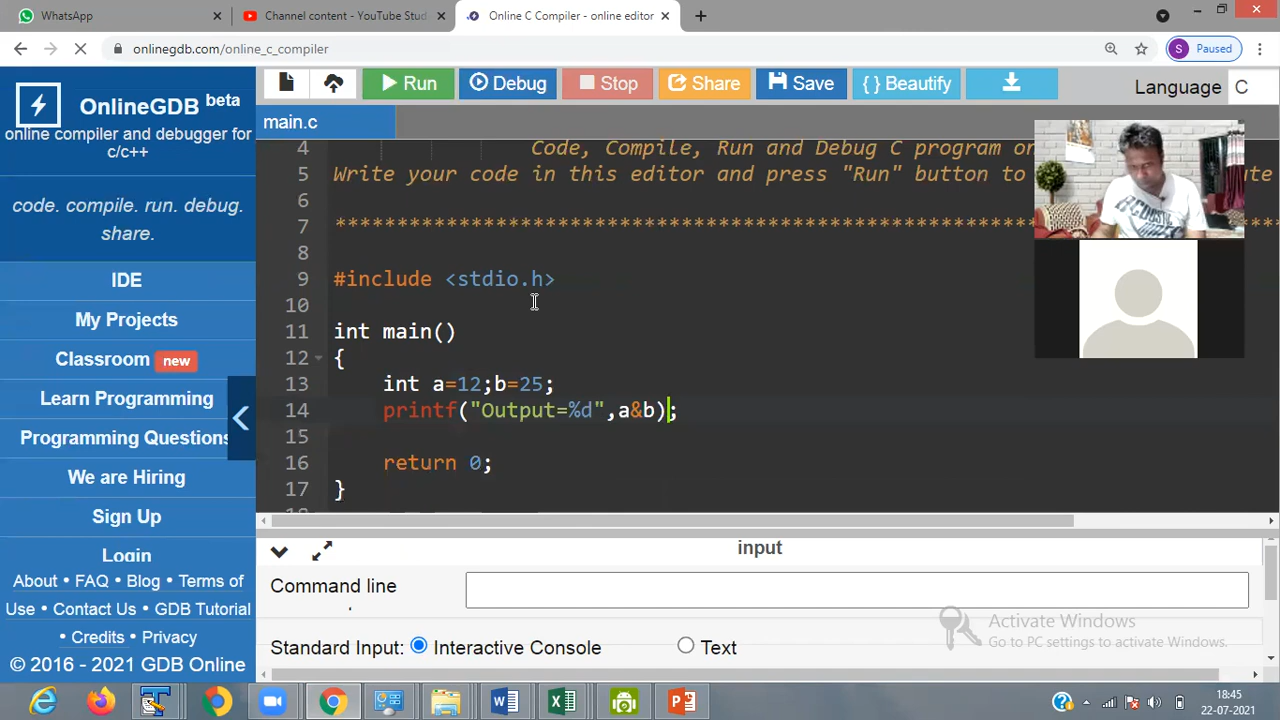 WhatsApp
Channel content - YouTube Stud
Online C Compiler - online editor
onlinegdb.com/online_c_compiler
S Paused
OnlineGDB beta
online compiler and debugger for
c/c++
code. compile. run. debug.
share.
IDE
My Projects
Classroom new
Learn Programming
Programming Questions
We are Hiring
Sign Up
Login
About • FAQ • Blog • Terms of
Use • Contact Us • GDB Tutorial
• Credits • Privacy
© 2016 - 2021 GDB Online
Run
Debug
Stop
Share
Save
{ } Beautify
Language C
main.c
4 Code, Compile, Run and Debug C program on
5 Write your code in this editor and press "Run" button to
6
7 ************************************************************
8
9 #include <stdio.h>
10
11 int main()
12 {
13 int a=12;b=25;
14 printf("Output=%d",a&b);
15
16 return 0;
17 }
input
Command line
Standard Input: Interactive Console Text
Activate Windows
Go to PC settings to activate Windows.
18:45
22-07-2021